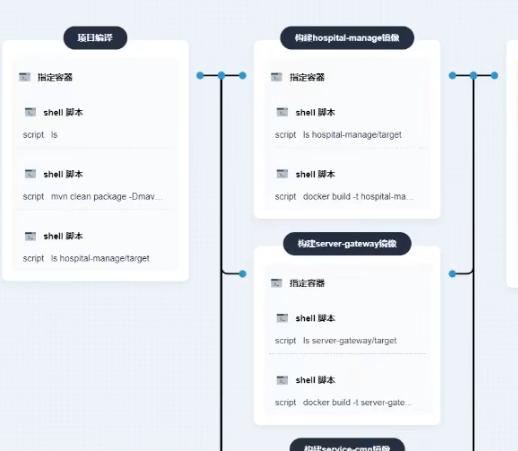 项目编译
指定容器
shell 脚本
script ls
shell 脚本
script mvn clean package -Dmav...
shell 脚本
script ls hospital-manage/target
构建hospital-manage镜像
指定容器
shell 脚本
script ls hospital-manage/target
shell 脚本
script docker build -t hospital-ma...
构建server-gateway镜像
指定容器
shell 脚本
script ls server-gateway/target
shell 脚本
script docker build -t server-gate...
构建service-cmn镜像